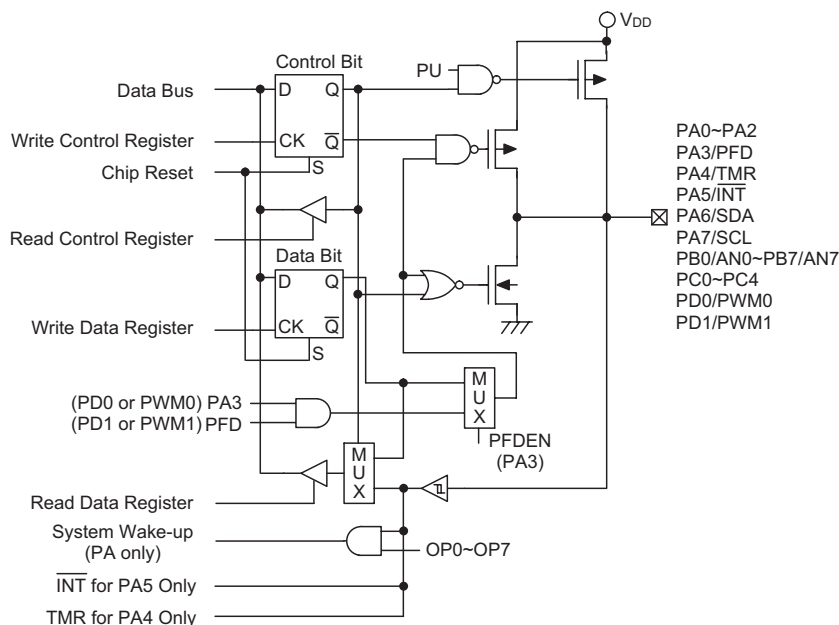 VDD
Control Bit
PU
Data Bus
D
Q
Write Control Register
CK
Q̅
Chip Reset
S
Read Control Register
Data Bit
D
Q
Write Data Register
CK
Q̅
S
PA0~PA2
PA3/PFD
PA4/TMR
PA5/I̅N̅T̅
PA6/SDA
PA7/SCL
PB0/AN0~PB7/AN7
PC0~PC4
PD0/PWM0
PD1/PWM1
(PD0 or PWM0) PA3
(PD1 or PWM1) PFD
M
U
X
PFDEN
(PA3)
M
U
X
Read Data Register
System Wake-up
(PA only)
OP0~OP7
I̅N̅T̅ for PA5 Only
TMR for PA4 Only